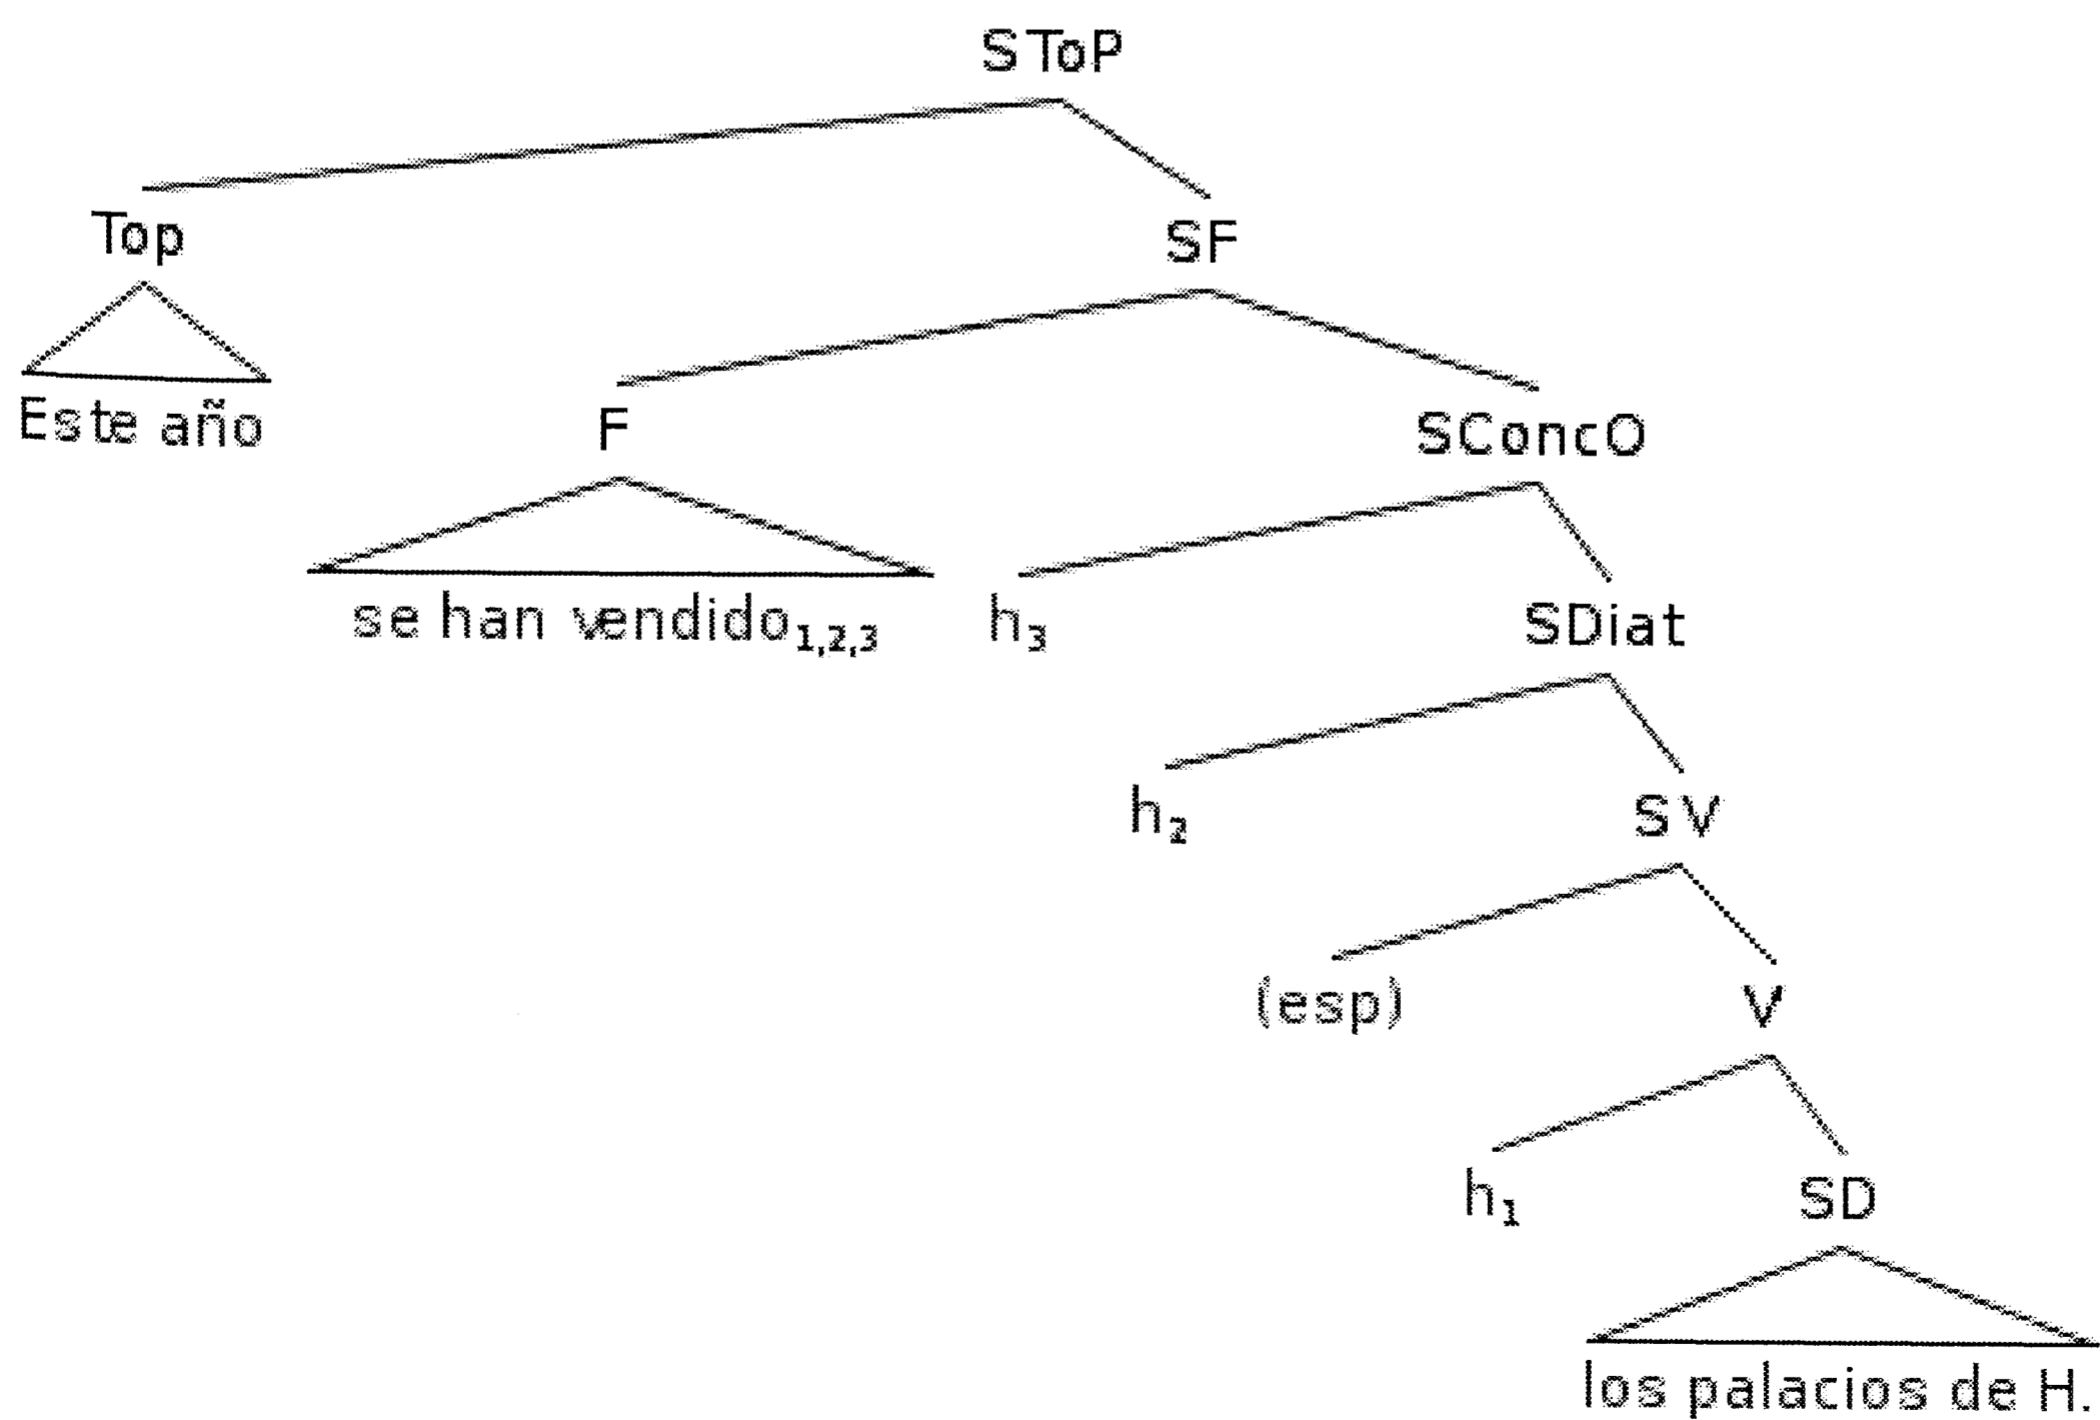 SToP
Top
SF
Este año
F
SConcO
se han vendido1,2,3
h3
SDiat
h2
SV
(esp)
V
h1
SD
los palacios de H.